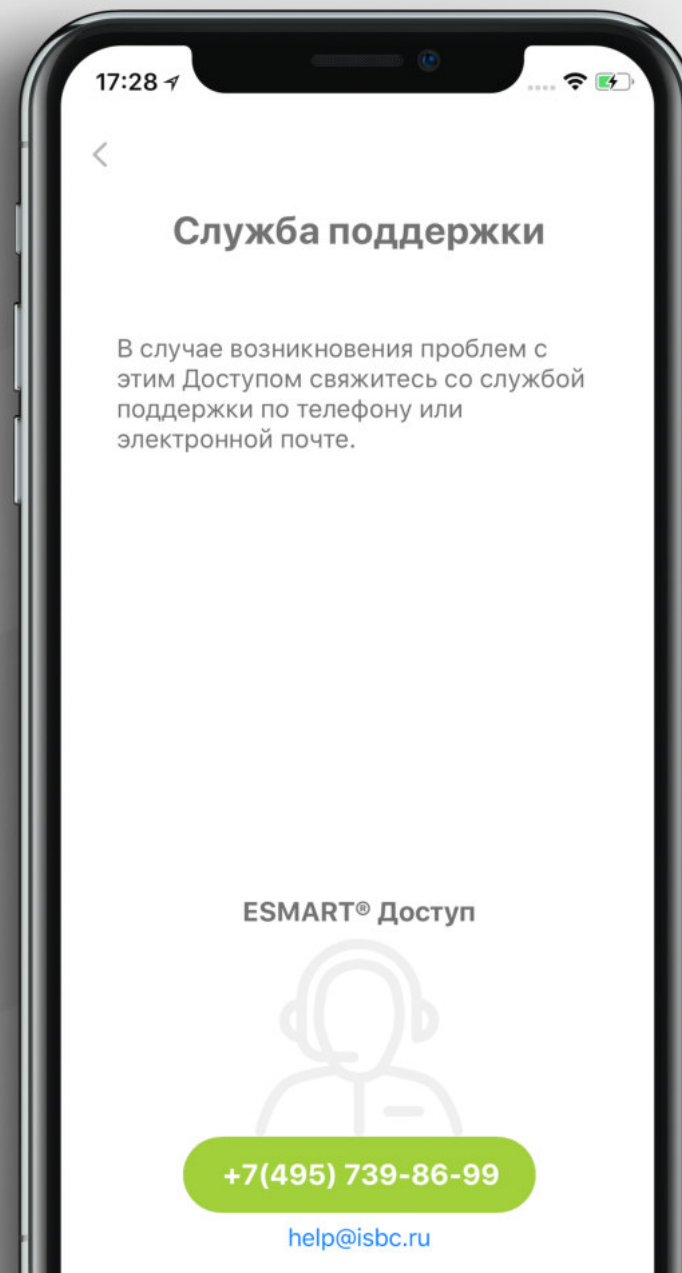 17:28
Служба поддержки
В случае возникновения проблем с
этим Доступом свяжитесь со службой
поддержки по телефону или
электронной почте.
ESMART® Доступ
+7(495) 739-86-99
help@isbc.ru